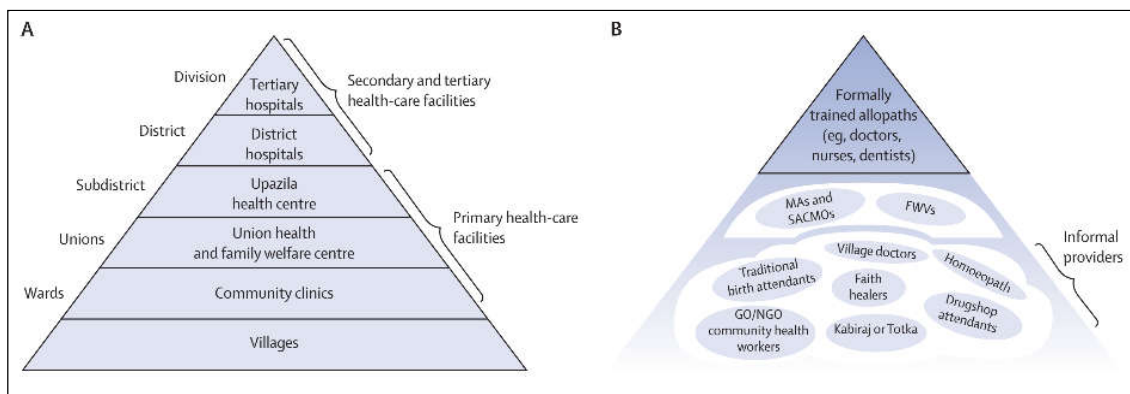 A
Division
Tertiary
hospitals
Secondary and tertiary
health-care facilities
District
District
hospitals
Subdistrict
Upazila
health centre
Primary health-care
facilities
Unions
Union health
and family welfare centre
Wards
Community clinics
Villages
B
Formally
trained allopaths
(eg, doctors,
nurses, dentists)
MAs and
SACMOs
FWVs
Informal
providers
Village doctors
Homoeopath
Traditional
birth attendants
Faith
healers
Drugshop
attendants
GO/NGO
community health
workers
Kabiraj or Totka